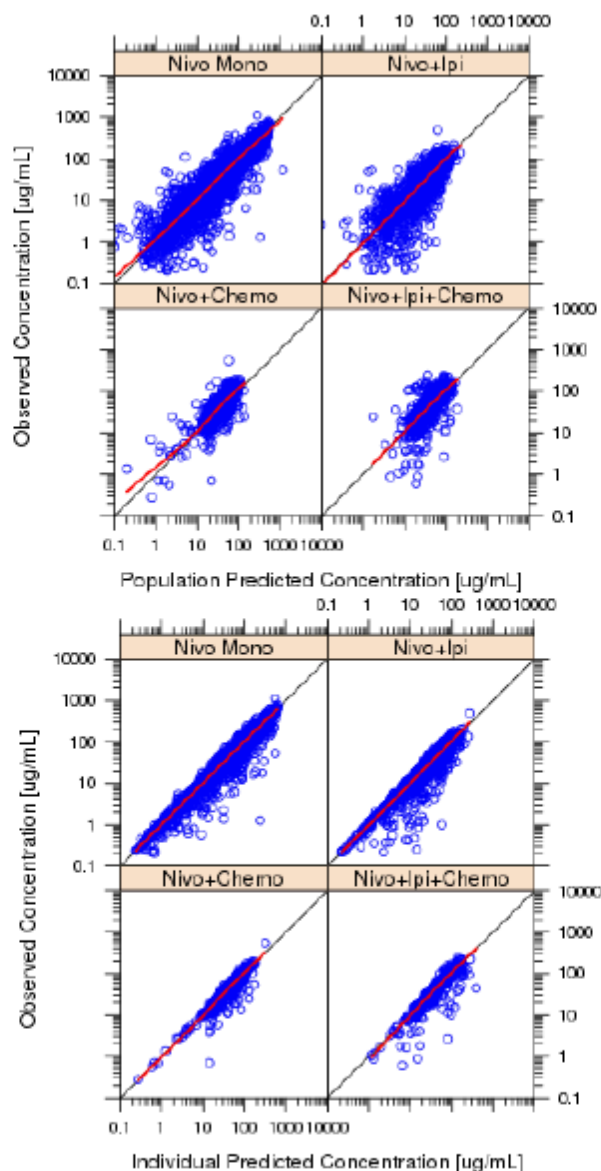 0.1 1 10 100 1000 10000
Nivo Mono Nivo+Ipi
10000
1000
100
10
1
0.1
Nivo+Chemo Nivo+Ipi+Chemo
10000
1000
100
10
1
0.1
0.1 1 10 100 1000 10000
Observed Concentration [ug/mL]
Population Predicted Concentration [ug/mL]
0.1 1 10 100 1000 10000
Nivo Mono Nivo+Ipi
10000
1000
100
10
1
0.1
Nivo+Chemo Nivo+Ipi+Chemo
10000
1000
100
10
1
0.1
0.1 1 10 100 1000 10000
Observed Concentration [ug/mL]
Individual Predicted Concentration [ug/mL]